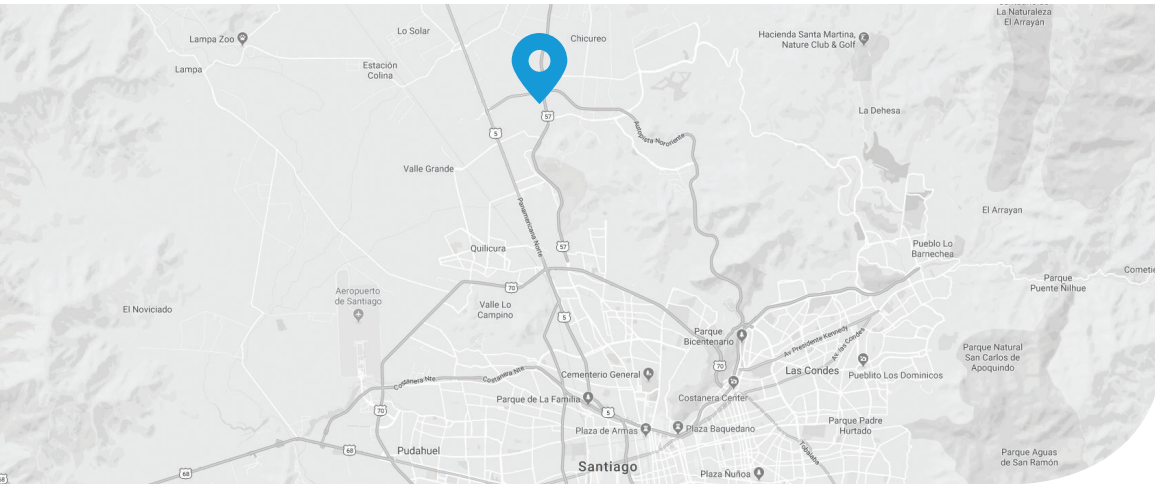 La Naturaleza
El Arrayán
Lo Solar
Chicureo
Hacienda Santa Martina,
Nature Club & Golf
Lampa Zoo
Lampa
Estación
Colina
La Dehesa
57
5
Autopista Nororiente
Valle Grande
Panamericana Norte
El Arrayan
Quilicura
57
Pueblo Lo
Barnechea
Cometie
Parque
Puente Ñilhue
70
Aeropuerto
de Santiago
El Noviciado
Valle Lo
Campino
5
Parque
Bicentenario
Av Presidente Kennedy
Av. las Condes
Parque Natural
San Carlos de
Apoquindo
70
Las Condes
Pueblito Los Dominicos
Cementerio General
Costanera Nte.
Costanera Nte
Parque de La Familia
Costanera Center
70
5
Plaza de Armas
Plaza Baquedano
Parque Padre
Hurtado
68
Pudahuel
Tobalaba
Parque Aguas
de San Ramón
Santiago
Plaza Ñuñoa
68
68